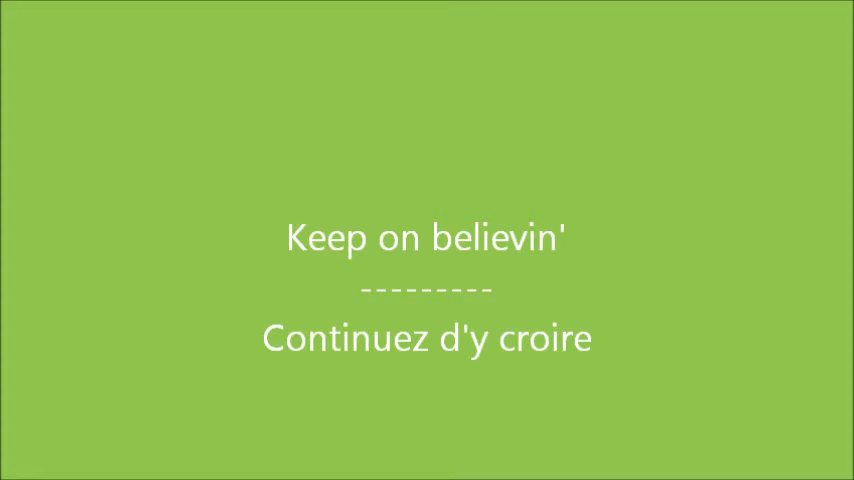 Keep on believin'
---------
Continuez d'y croire